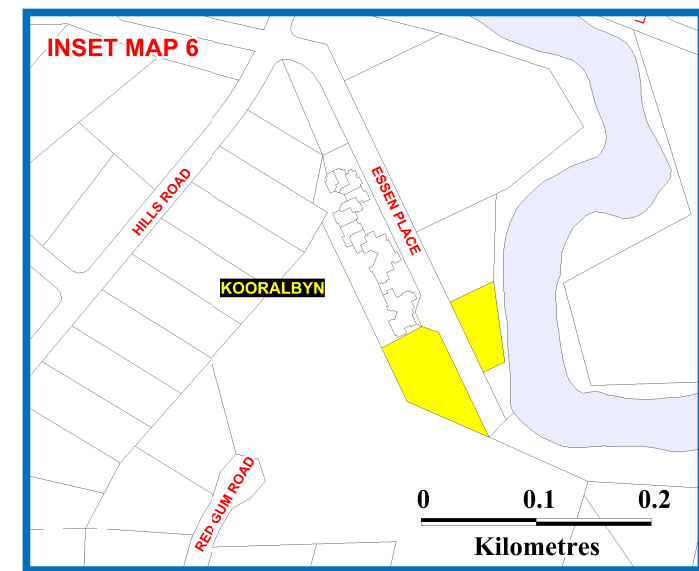 INSET MAP 6
HILLS ROAD
ESSEN PLACE
KOORALBYN
RED GUM ROAD
0 0.1 0.2
Kilometres